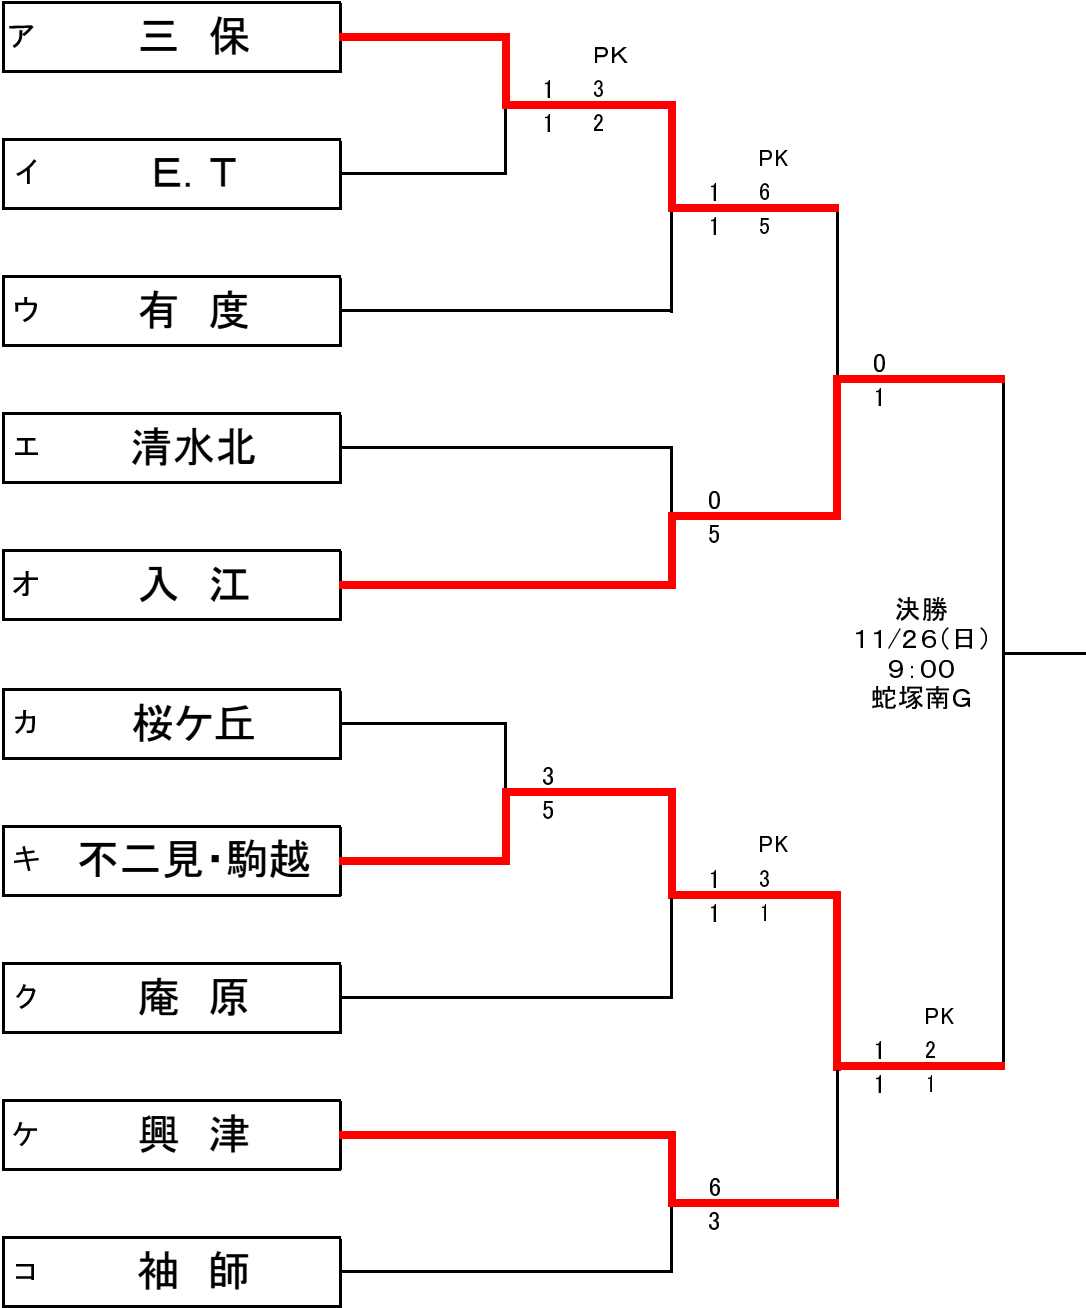 ア 三 保
PK
1 3
1 2
イ E.T
PK
1 6
1 5
ウ 有 度
0
1
エ 清水北
0
5
オ 入 江
決勝
11/26(日)
9:00
蛇塚南G
カ 桜ケ丘
3
5
キ 不二見・駒越
PK
1 3
1 1
ク 庵 原
PK
1 2
1 1
ケ 興 津
6
3
コ 袖 師